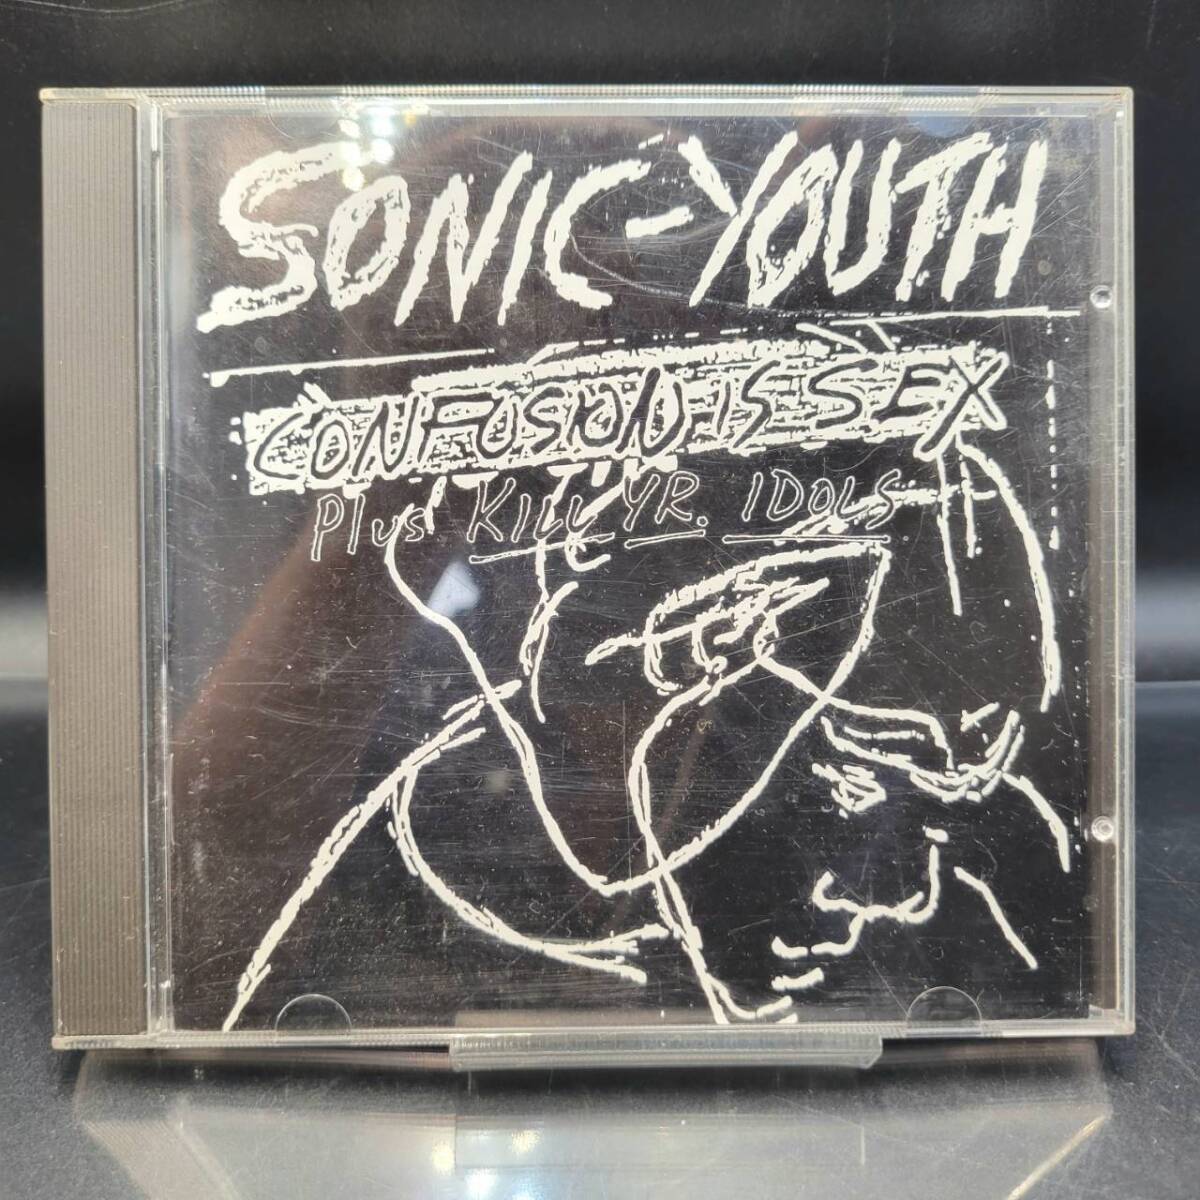 SONIC-YOUTH
CONFUSION IS SEX
Plus KILL YR. IDOLS